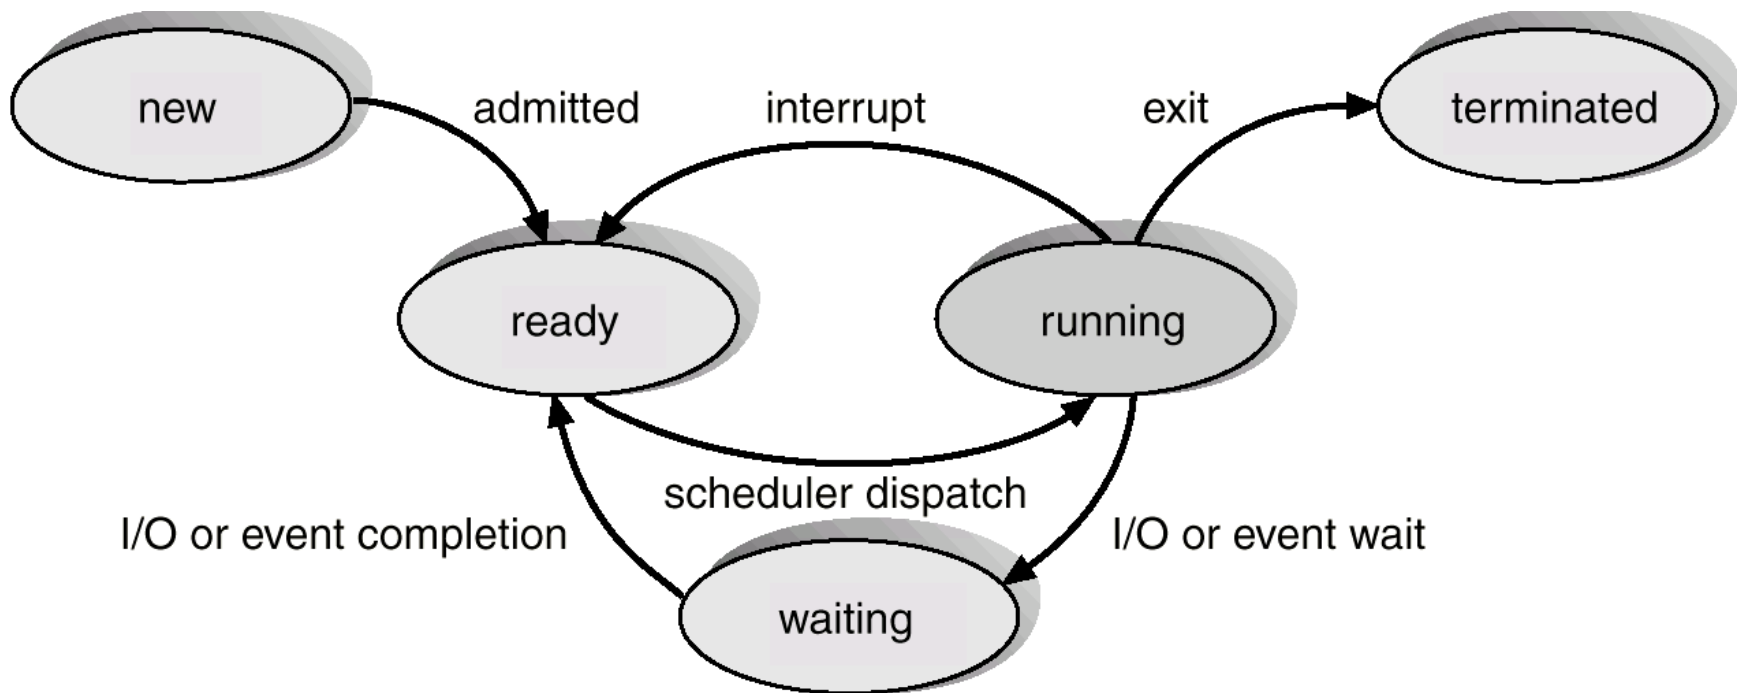 new
admitted
interrupt
exit
terminated
ready
running
scheduler dispatch
I/O or event completion
I/O or event wait
waiting